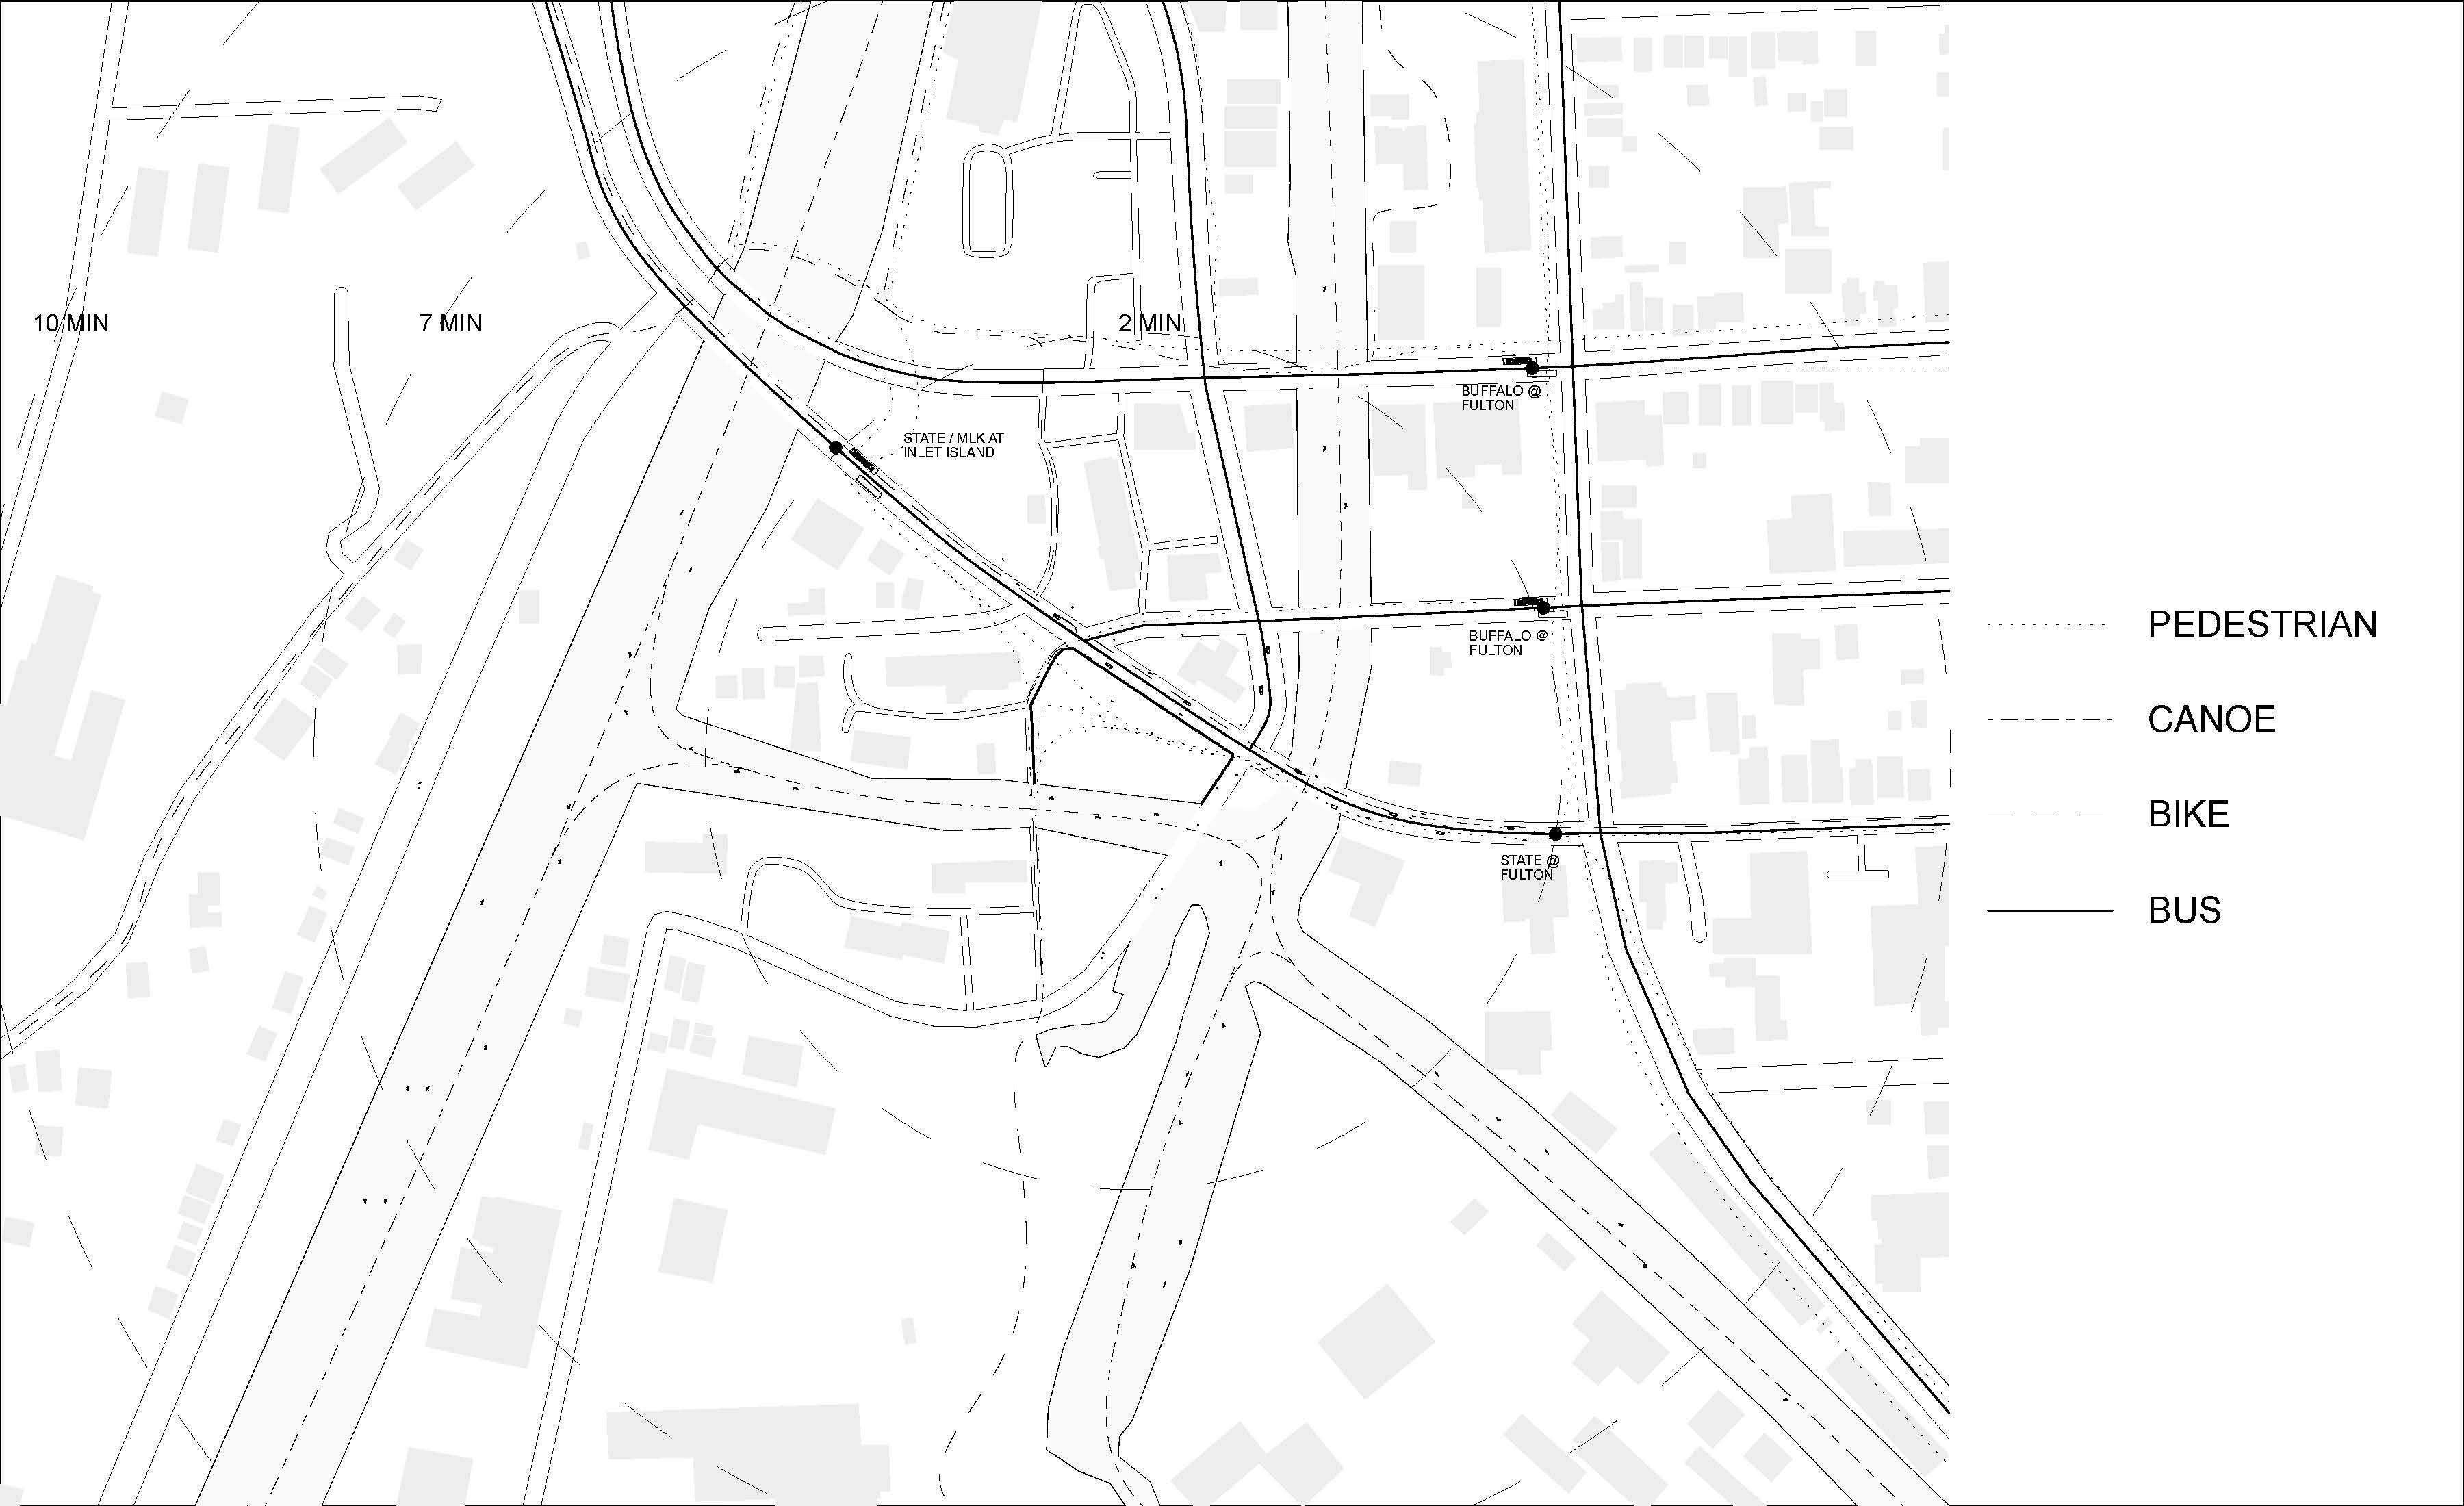 10 MIN
7 MIN
2 MIN
BUFFALO @
FULTON
STATE / MLK AT
INLET ISLAND
BUFFALO @
FULTON
STATE @
FULTON
PEDESTRIAN
CANOE
BIKE
BUS